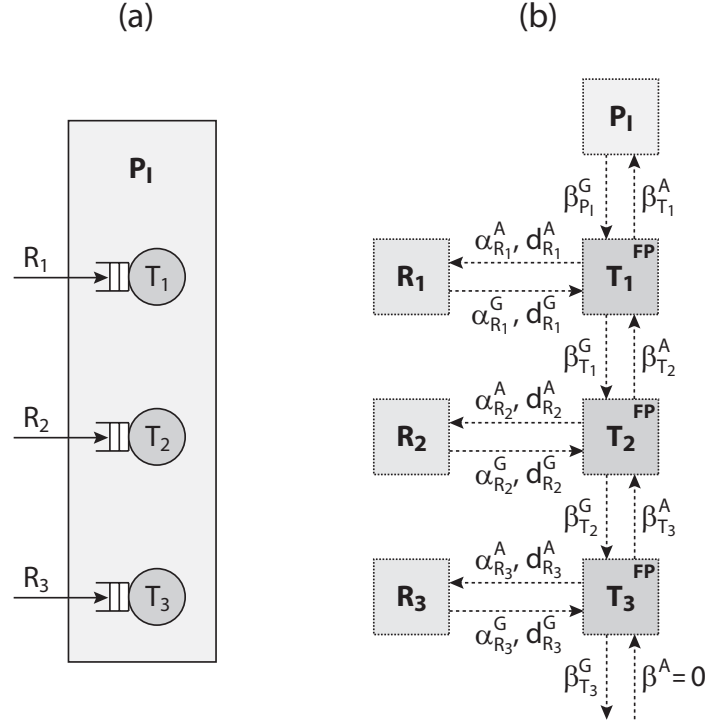 (a)
P_I
R_1
T_1
R_2
T_2
R_3
T_3
(b)
P_I
β^G_{P_I} β^A_{T_1}
α^A_{R_1}, d^A_{R_1}
R_1 T_1 FP
α^G_{R_1}, d^G_{R_1}
β^G_{T_1} β^A_{T_2}
α^A_{R_2}, d^A_{R_2}
R_2 T_2 FP
α^G_{R_2}, d^G_{R_2}
β^G_{T_2} β^A_{T_3}
α^A_{R_3}, d^A_{R_3}
R_3 T_3 FP
α^G_{R_3}, d^G_{R_3}
β^G_{T_3} β^A = 0